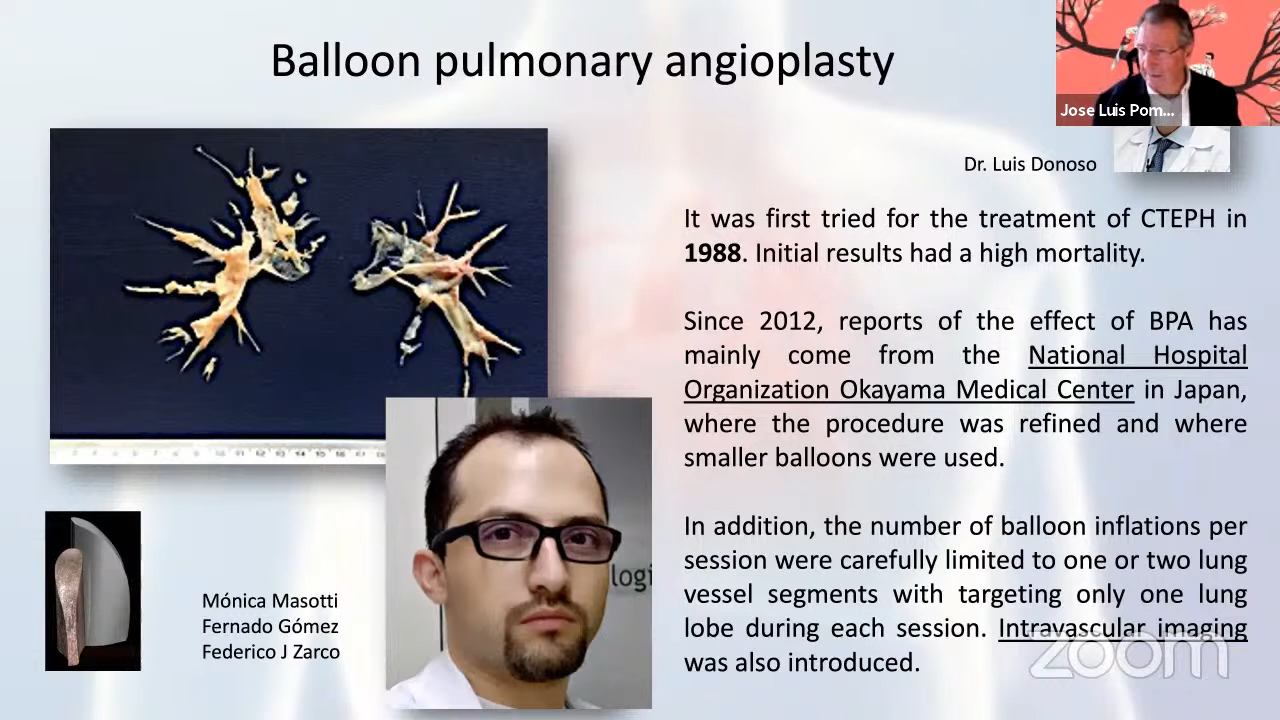 Balloon pulmonary angioplasty
Jose Luis Pom...
Dr. Luis Donoso
It was first tried for the treatment of CTEPH in
1988. Initial results had a high mortality.
Since 2012, reports of the effect of BPA has
mainly come from the National Hospital
Organization Okayama Medical Center in Japan,
where the procedure was refined and where
smaller balloons were used.
In addition, the number of balloon inflations per
session were carefully limited to one or two lung
vessel segments with targeting only one lung
lobe during each session. Intravascular imaging
was also introduced.
logi
Mónica Masotti
Fernado Gómez
Federico J Zarco
zoom